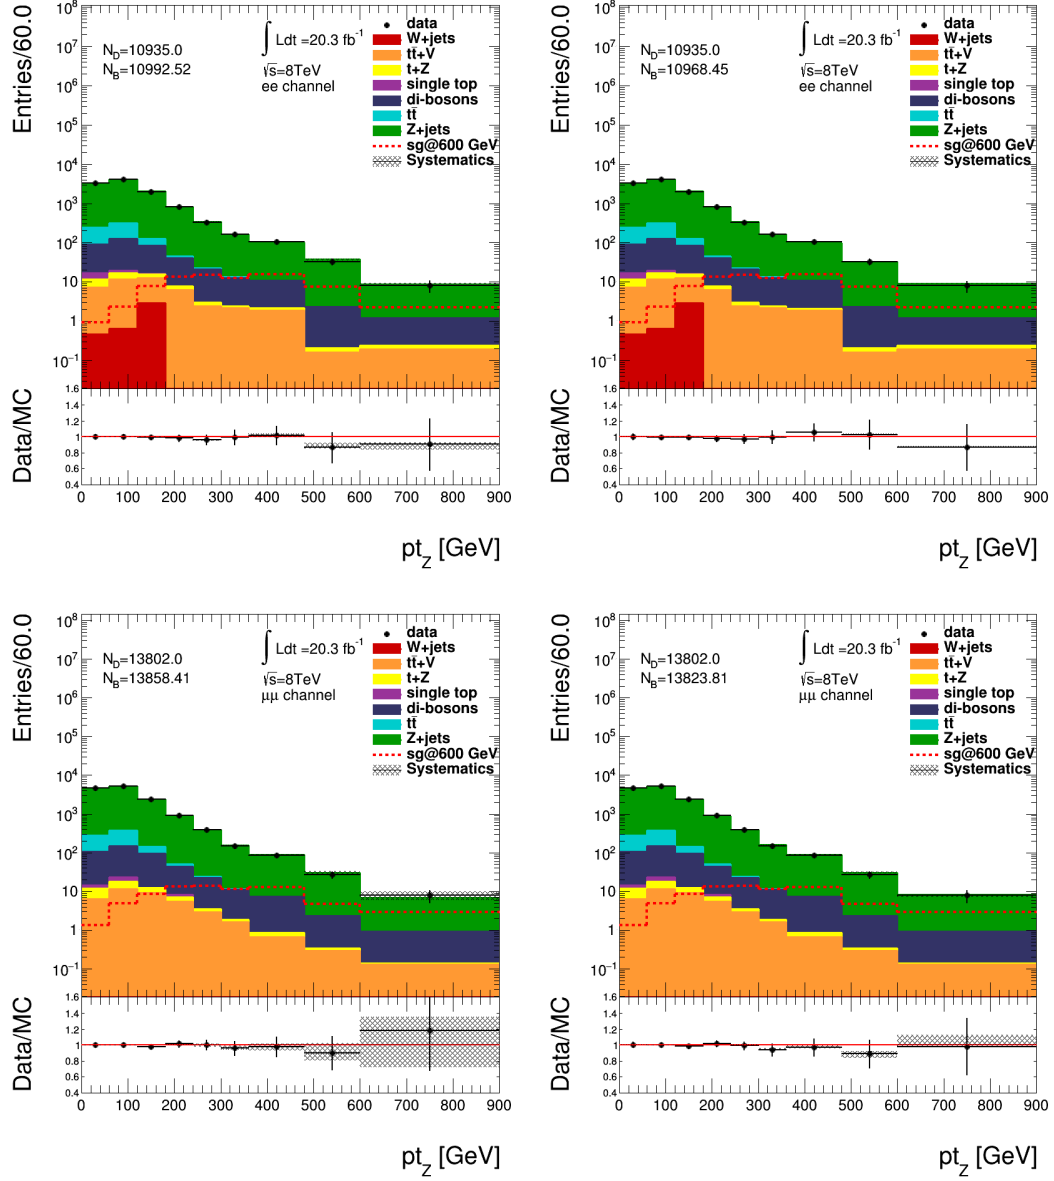 Entries/60.0
10⁸
10⁷
10⁶
10⁵
10⁴
10³
10²
10
1
10⁻¹
N_D=10935.0
N_B=10992.52
∫ Ldt =20.3 fb⁻¹
√s=8TeV
ee channel
data
W+jets
tt̄+V
t+Z
single top
di-bosons
tt̄
Z+jets
sg@600 GeV
Systematics
Data/MC
1.6
1.4
1.2
1
0.8
0.6
0.4
0 100 200 300 400 500 600 700 800 900
pt_Z [GeV]
Entries/60.0
10⁸
10⁷
10⁶
10⁵
10⁴
10³
10²
10
1
10⁻¹
N_D=10935.0
N_B=10968.45
∫ Ldt =20.3 fb⁻¹
√s=8TeV
ee channel
data
W+jets
tt̄+V
t+Z
single top
di-bosons
tt̄
Z+jets
sg@600 GeV
Systematics
Data/MC
1.6
1.4
1.2
1
0.8
0.6
0.4
0 100 200 300 400 500 600 700 800 900
pt_Z [GeV]
Entries/60.0
10⁸
10⁷
10⁶
10⁵
10⁴
10³
10²
10
1
10⁻¹
N_D=13802.0
N_B=13858.41
∫ Ldt =20.3 fb⁻¹
√s=8TeV
μμ channel
data
W+jets
tt̄+V
t+Z
single top
di-bosons
tt̄
Z+jets
sg@600 GeV
Systematics
Data/MC
1.6
1.4
1.2
1
0.8
0.6
0.4
0 100 200 300 400 500 600 700 800 900
pt_Z [GeV]
Entries/60.0
10⁸
10⁷
10⁶
10⁵
10⁴
10³
10²
10
1
10⁻¹
N_D=13802.0
N_B=13823.81
∫ Ldt =20.3 fb⁻¹
√s=8TeV
μμ channel
data
W+jets
tt̄+V
t+Z
single top
di-bosons
tt̄
Z+jets
sg@600 GeV
Systematics
Data/MC
1.6
1.4
1.2
1
0.8
0.6
0.4
0 100 200 300 400 500 600 700 800 900
pt_Z [GeV]